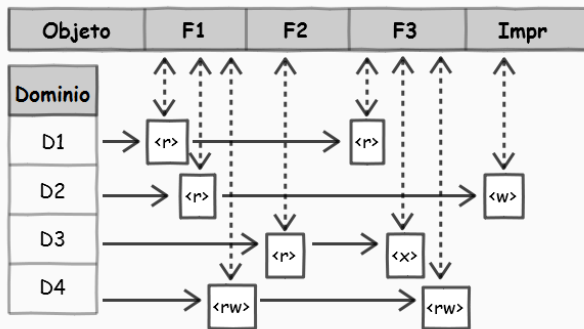 Objeto F1 F2 F3 Impr
Dominio
D1 <r> <r>
D2 <r> <w>
D3 <r> <x>
D4 <rw> <rw>